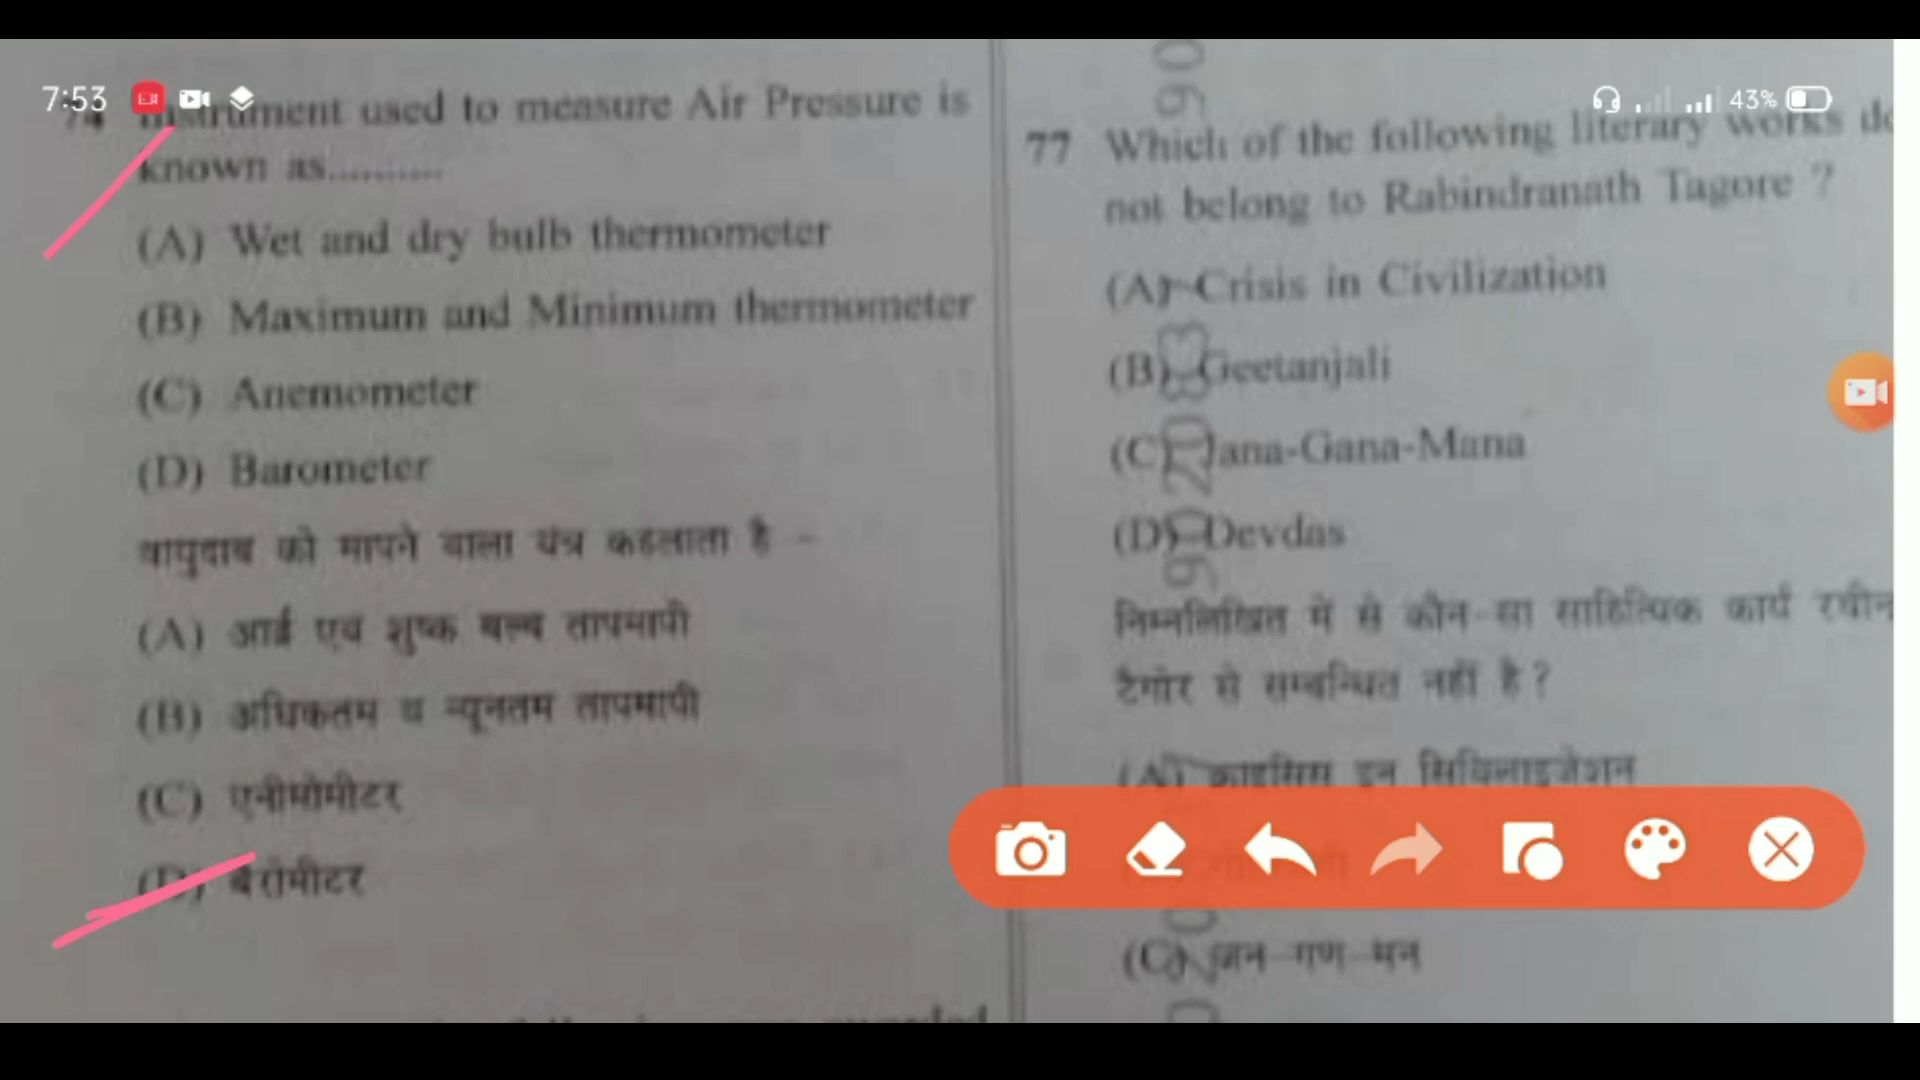 7:53
43%
74 Instrument used to measure Air Pressure is
known as..........
(A) Wet and dry bulb thermometer
(B) Maximum and Minimum thermometer
(C) Anemometer
(D) Barometer
वायुदाब को मापने वाला यंत्र कहलाता है -
(A) आर्द्र एवं शुष्क बल्ब तापमापी
(B) अधिकतम व न्यूनतम तापमापी
(C) एनीमोमीटर
(D) बैरोमीटर
77 Which of the following literary works do
not belong to Rabindranath Tagore ?
(A) Crisis in Civilization
(B) Geetanjali
(C) Jana-Gana-Mana
(D) Devdas
निम्नलिखित में से कौन-सा साहित्यिक कार्य
टैगोर से सम्बन्धित नहीं है ?
(A) क्राइसिस इन सिविलाइजेशन
(C) जन-गण-मन